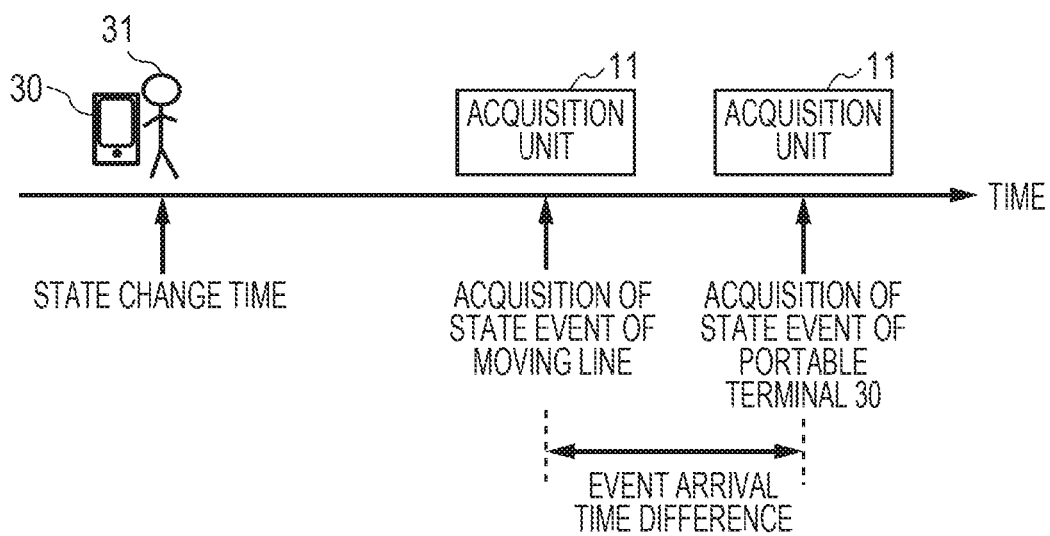 31
30
11
11
ACQUISITION
UNIT
ACQUISITION
UNIT
TIME
STATE CHANGE TIME
ACQUISITION OF
STATE EVENT OF
MOVING LINE
ACQUISITION OF
STATE EVENT OF
PORTABLE
TERMINAL 30
EVENT ARRIVAL
TIME DIFFERENCE